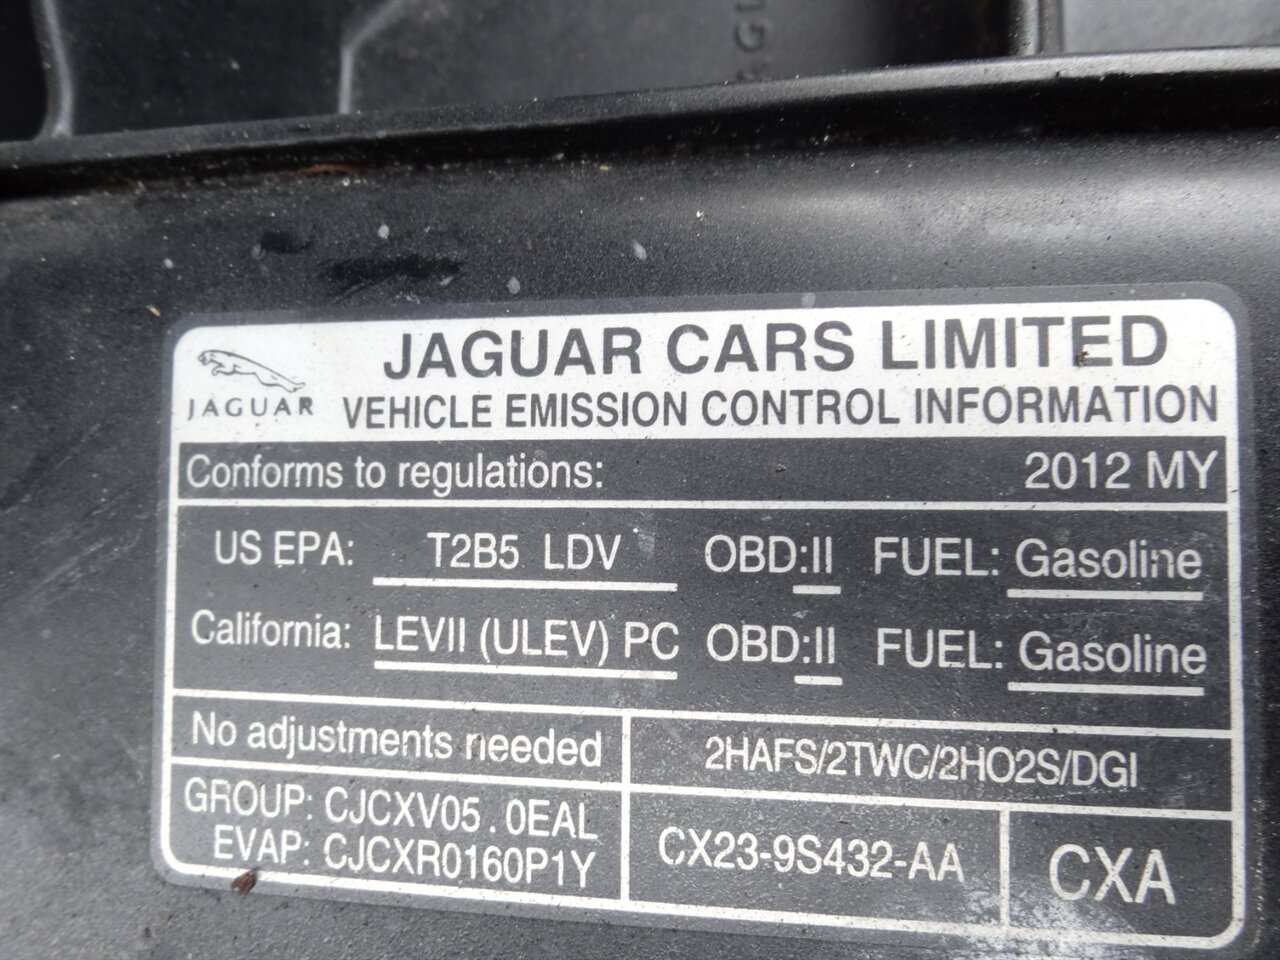 JAGUAR CARS LIMITED
JAGUAR
VEHICLE EMISSION CONTROL INFORMATION
Conforms to regulations: 2012 MY
US EPA: T2B5 LDV OBD:II FUEL: Gasoline
California: LEVII (ULEV) PC OBD:II FUEL: Gasoline
No adjustments needed 2HAFS/2TWC/2HO2S/DGI
GROUP: CJCXV05.0EAL
EVAP: CJCXR0160P1Y
CX23-9S432-AA CXA